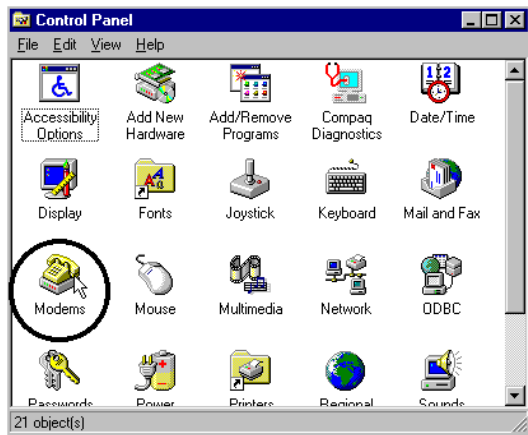 Control Panel
File Edit View Help
Accessibility Options
Add New Hardware
Add/Remove Programs
Compaq Diagnostics
Date/Time
Display
Fonts
Joystick
Keyboard
Mail and Fax
Modems
Mouse
Multimedia
Network
ODBC
Passwords
Power
Printers
Regional
Sounds
21 object(s)